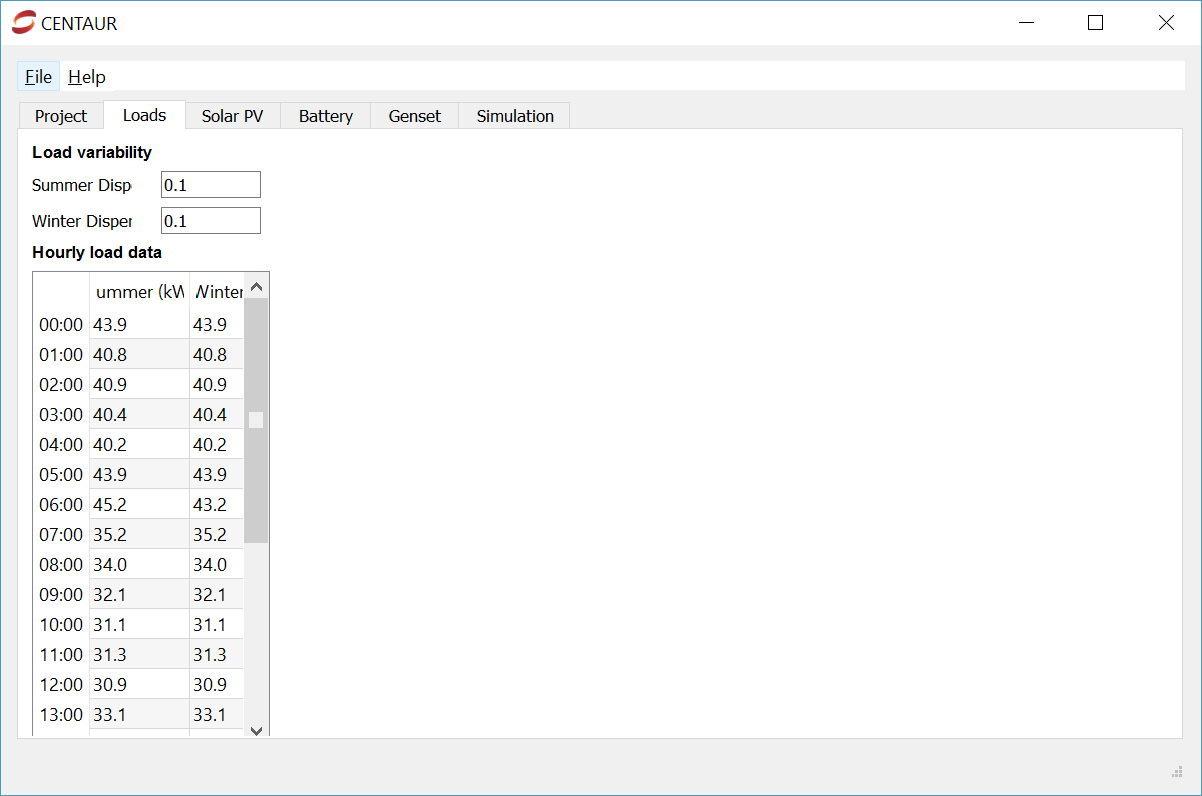 CENTAUR
File Help
Project Loads Solar PV Battery Genset Simulation
Load variability
Summer Disp 0.1
Winter Disper 0.1
Hourly load data
ummer (kW Winter
00:00 43.9 43.9
01:00 40.8 40.8
02:00 40.9 40.9
03:00 40.4 40.4
04:00 40.2 40.2
05:00 43.9 43.9
06:00 45.2 43.2
07:00 35.2 35.2
08:00 34.0 34.0
09:00 32.1 32.1
10:00 31.1 31.1
11:00 31.3 31.3
12:00 30.9 30.9
13:00 33.1 33.1